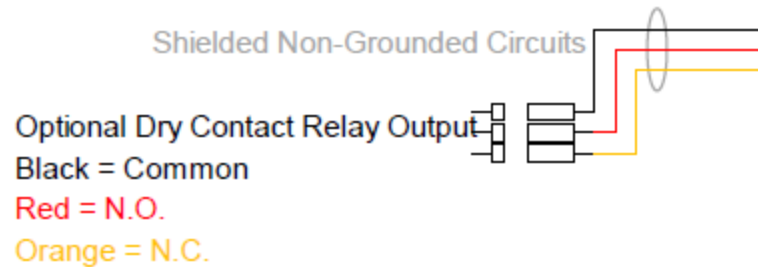 Shielded Non-Grounded Circuits
Optional Dry Contact Relay Output
Black = Common
Red = N.O.
Orange = N.C.